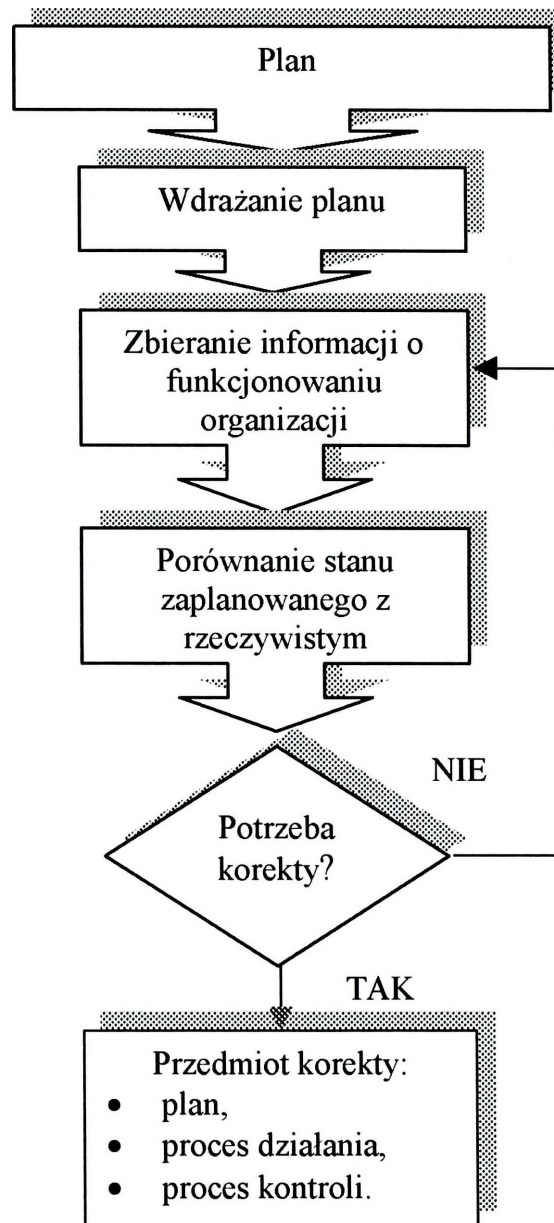 Plan
Wdrażanie planu
Zbieranie informacji o
funkcjonowaniu
organizacji
Porównanie stanu
zaplanowanego z
rzeczywistym
NIE
Potrzeba
korekty?
TAK
Przedmiot korekty:
• plan,
• proces działania,
• proces kontroli.